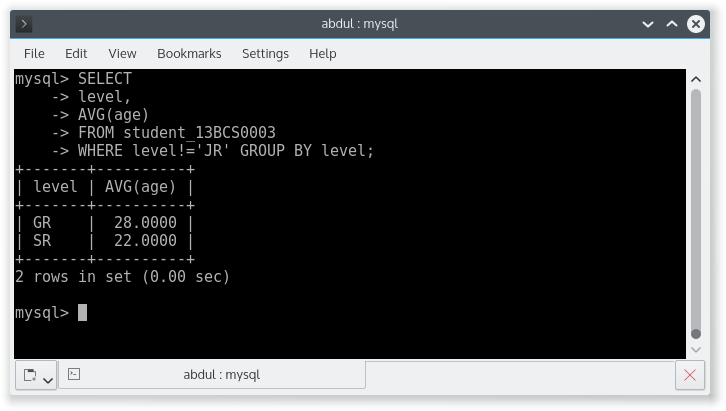 abdul : mysql
File Edit View Bookmarks Settings Help
mysql> SELECT
    -> level,
    -> AVG(age)
    -> FROM student_13BCS0003
    -> WHERE level!='JR' GROUP BY level;
+-------+----------+
| level | AVG(age) |
+-------+----------+
| GR    |  28.0000 |
| SR    |  22.0000 |
+-------+----------+
2 rows in set (0.00 sec)
mysql>
abdul : mysql